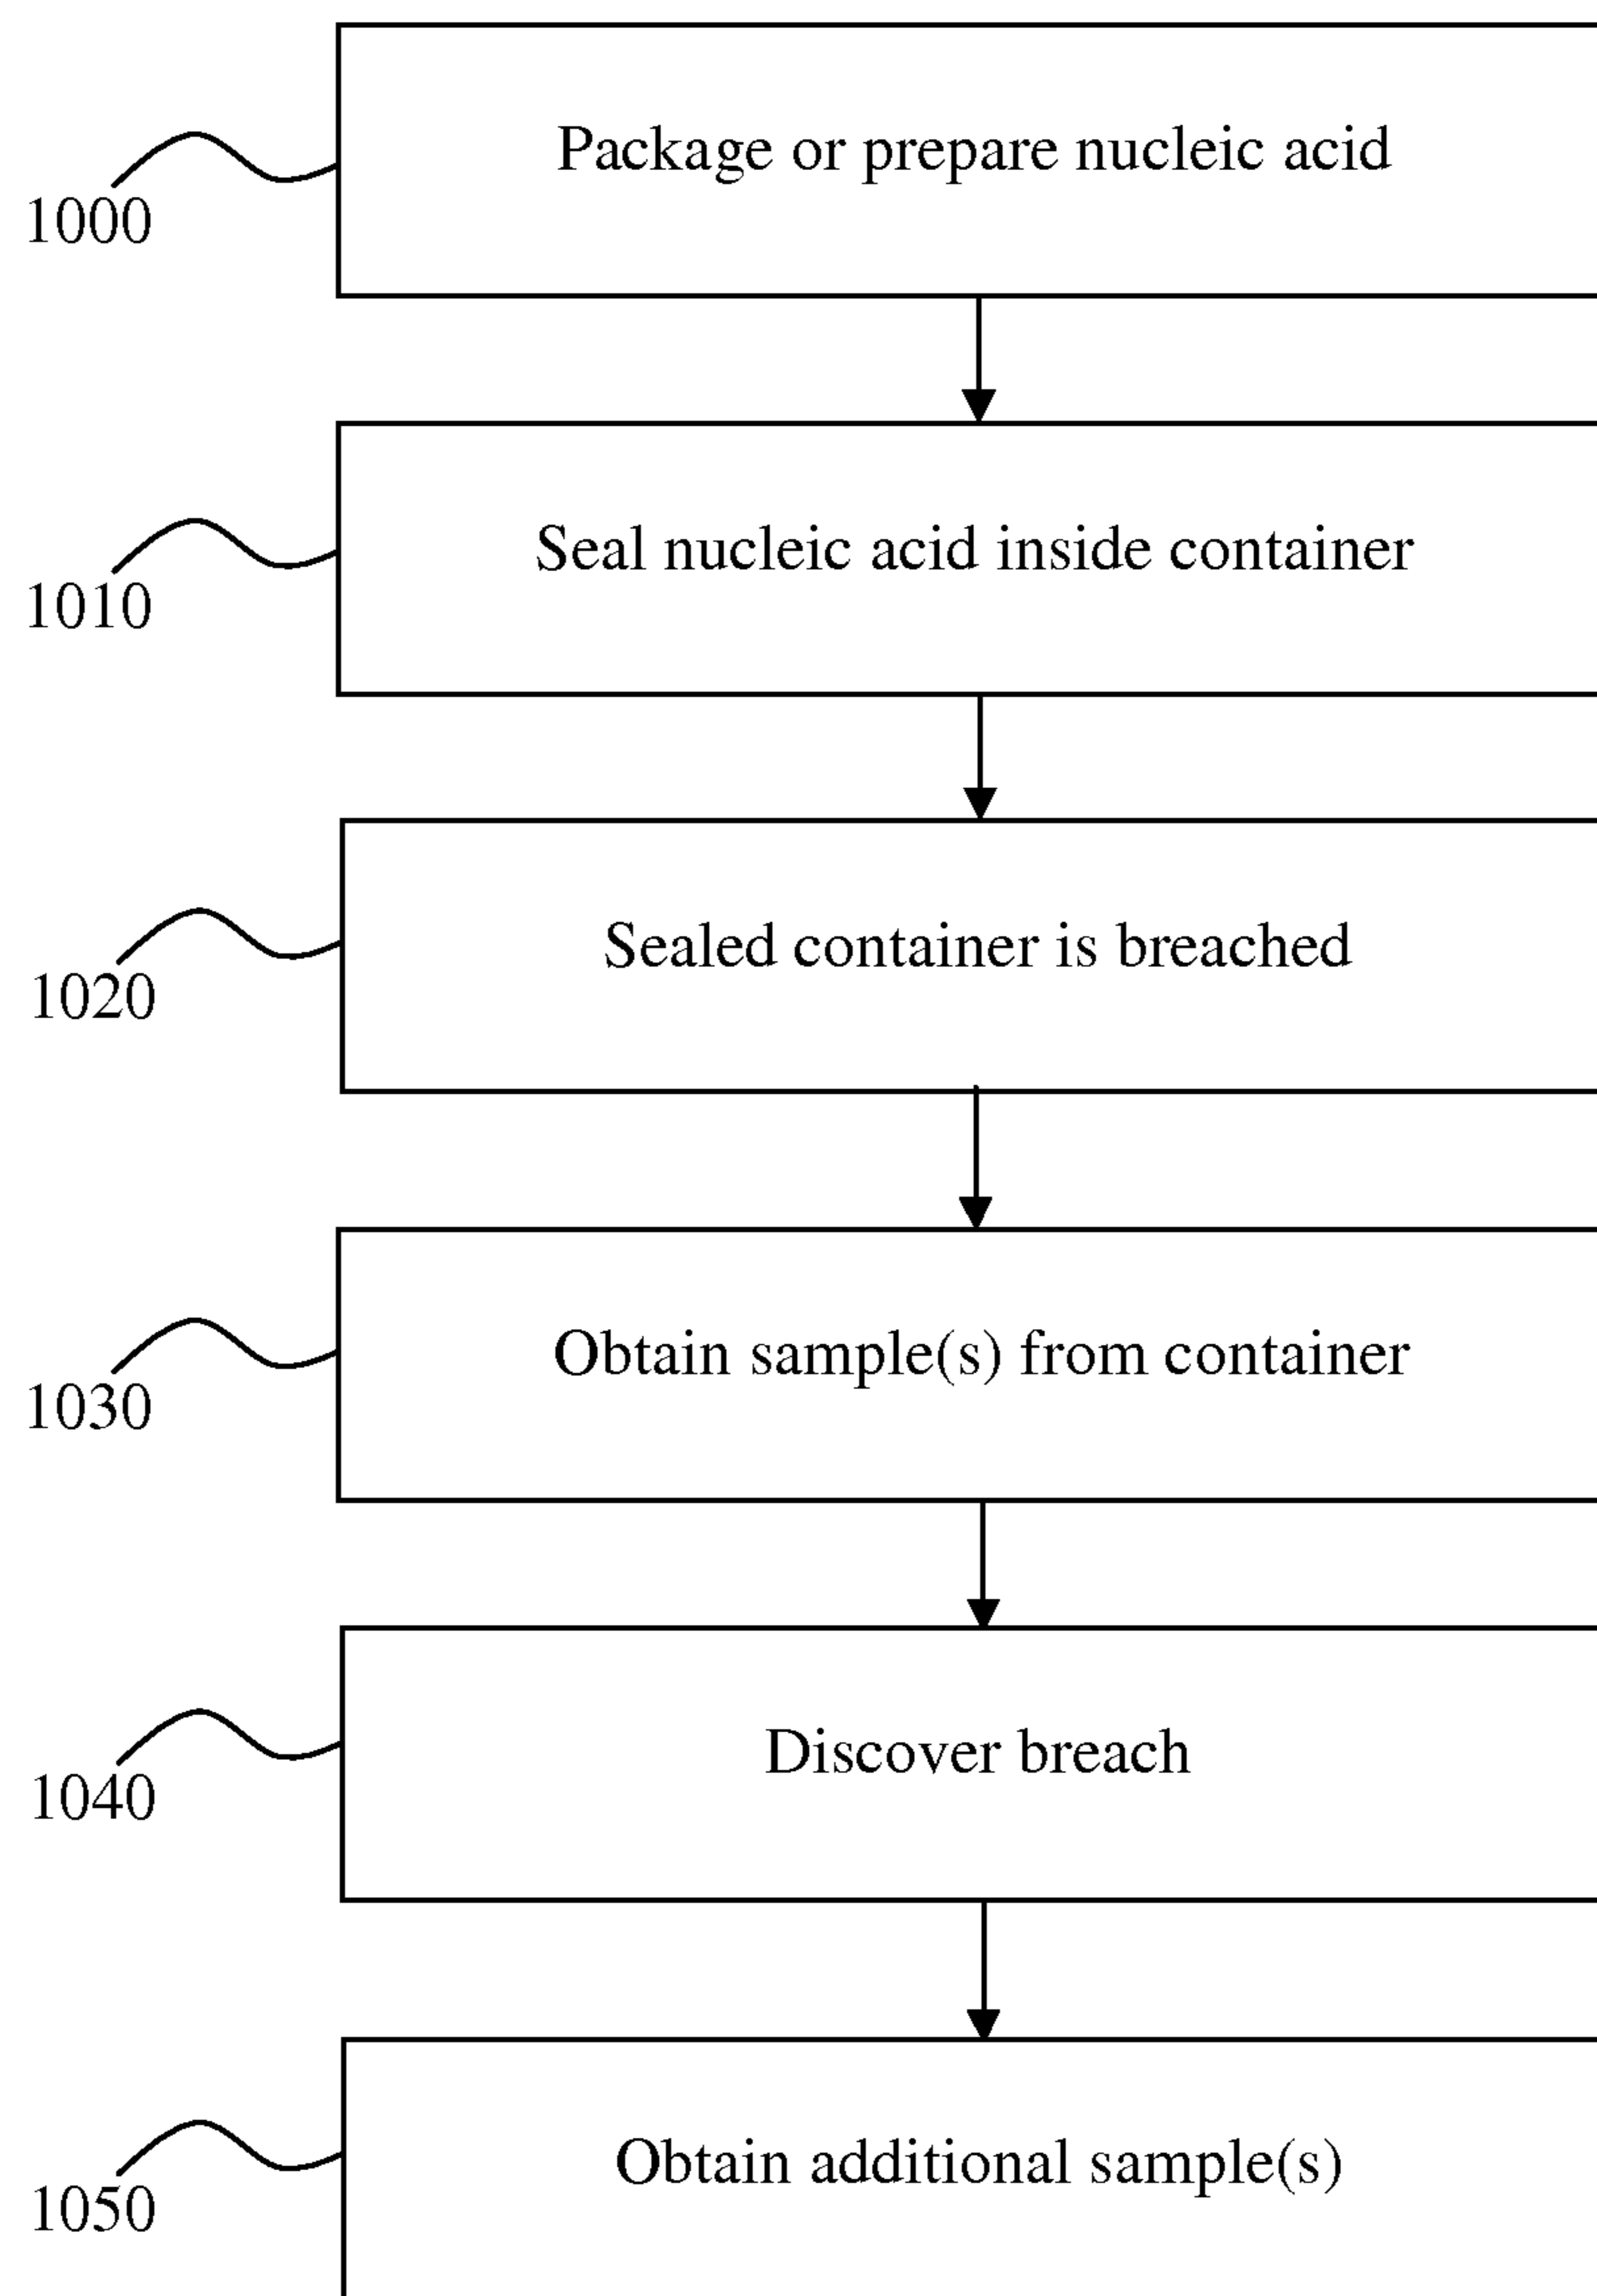 Package or prepare nucleic acid
1000
Seal nucleic acid inside container
1010
Sealed container is breached
1020
Obtain sample(s) from container
1030
Discover breach
1040
Obtain additional sample(s)
1050